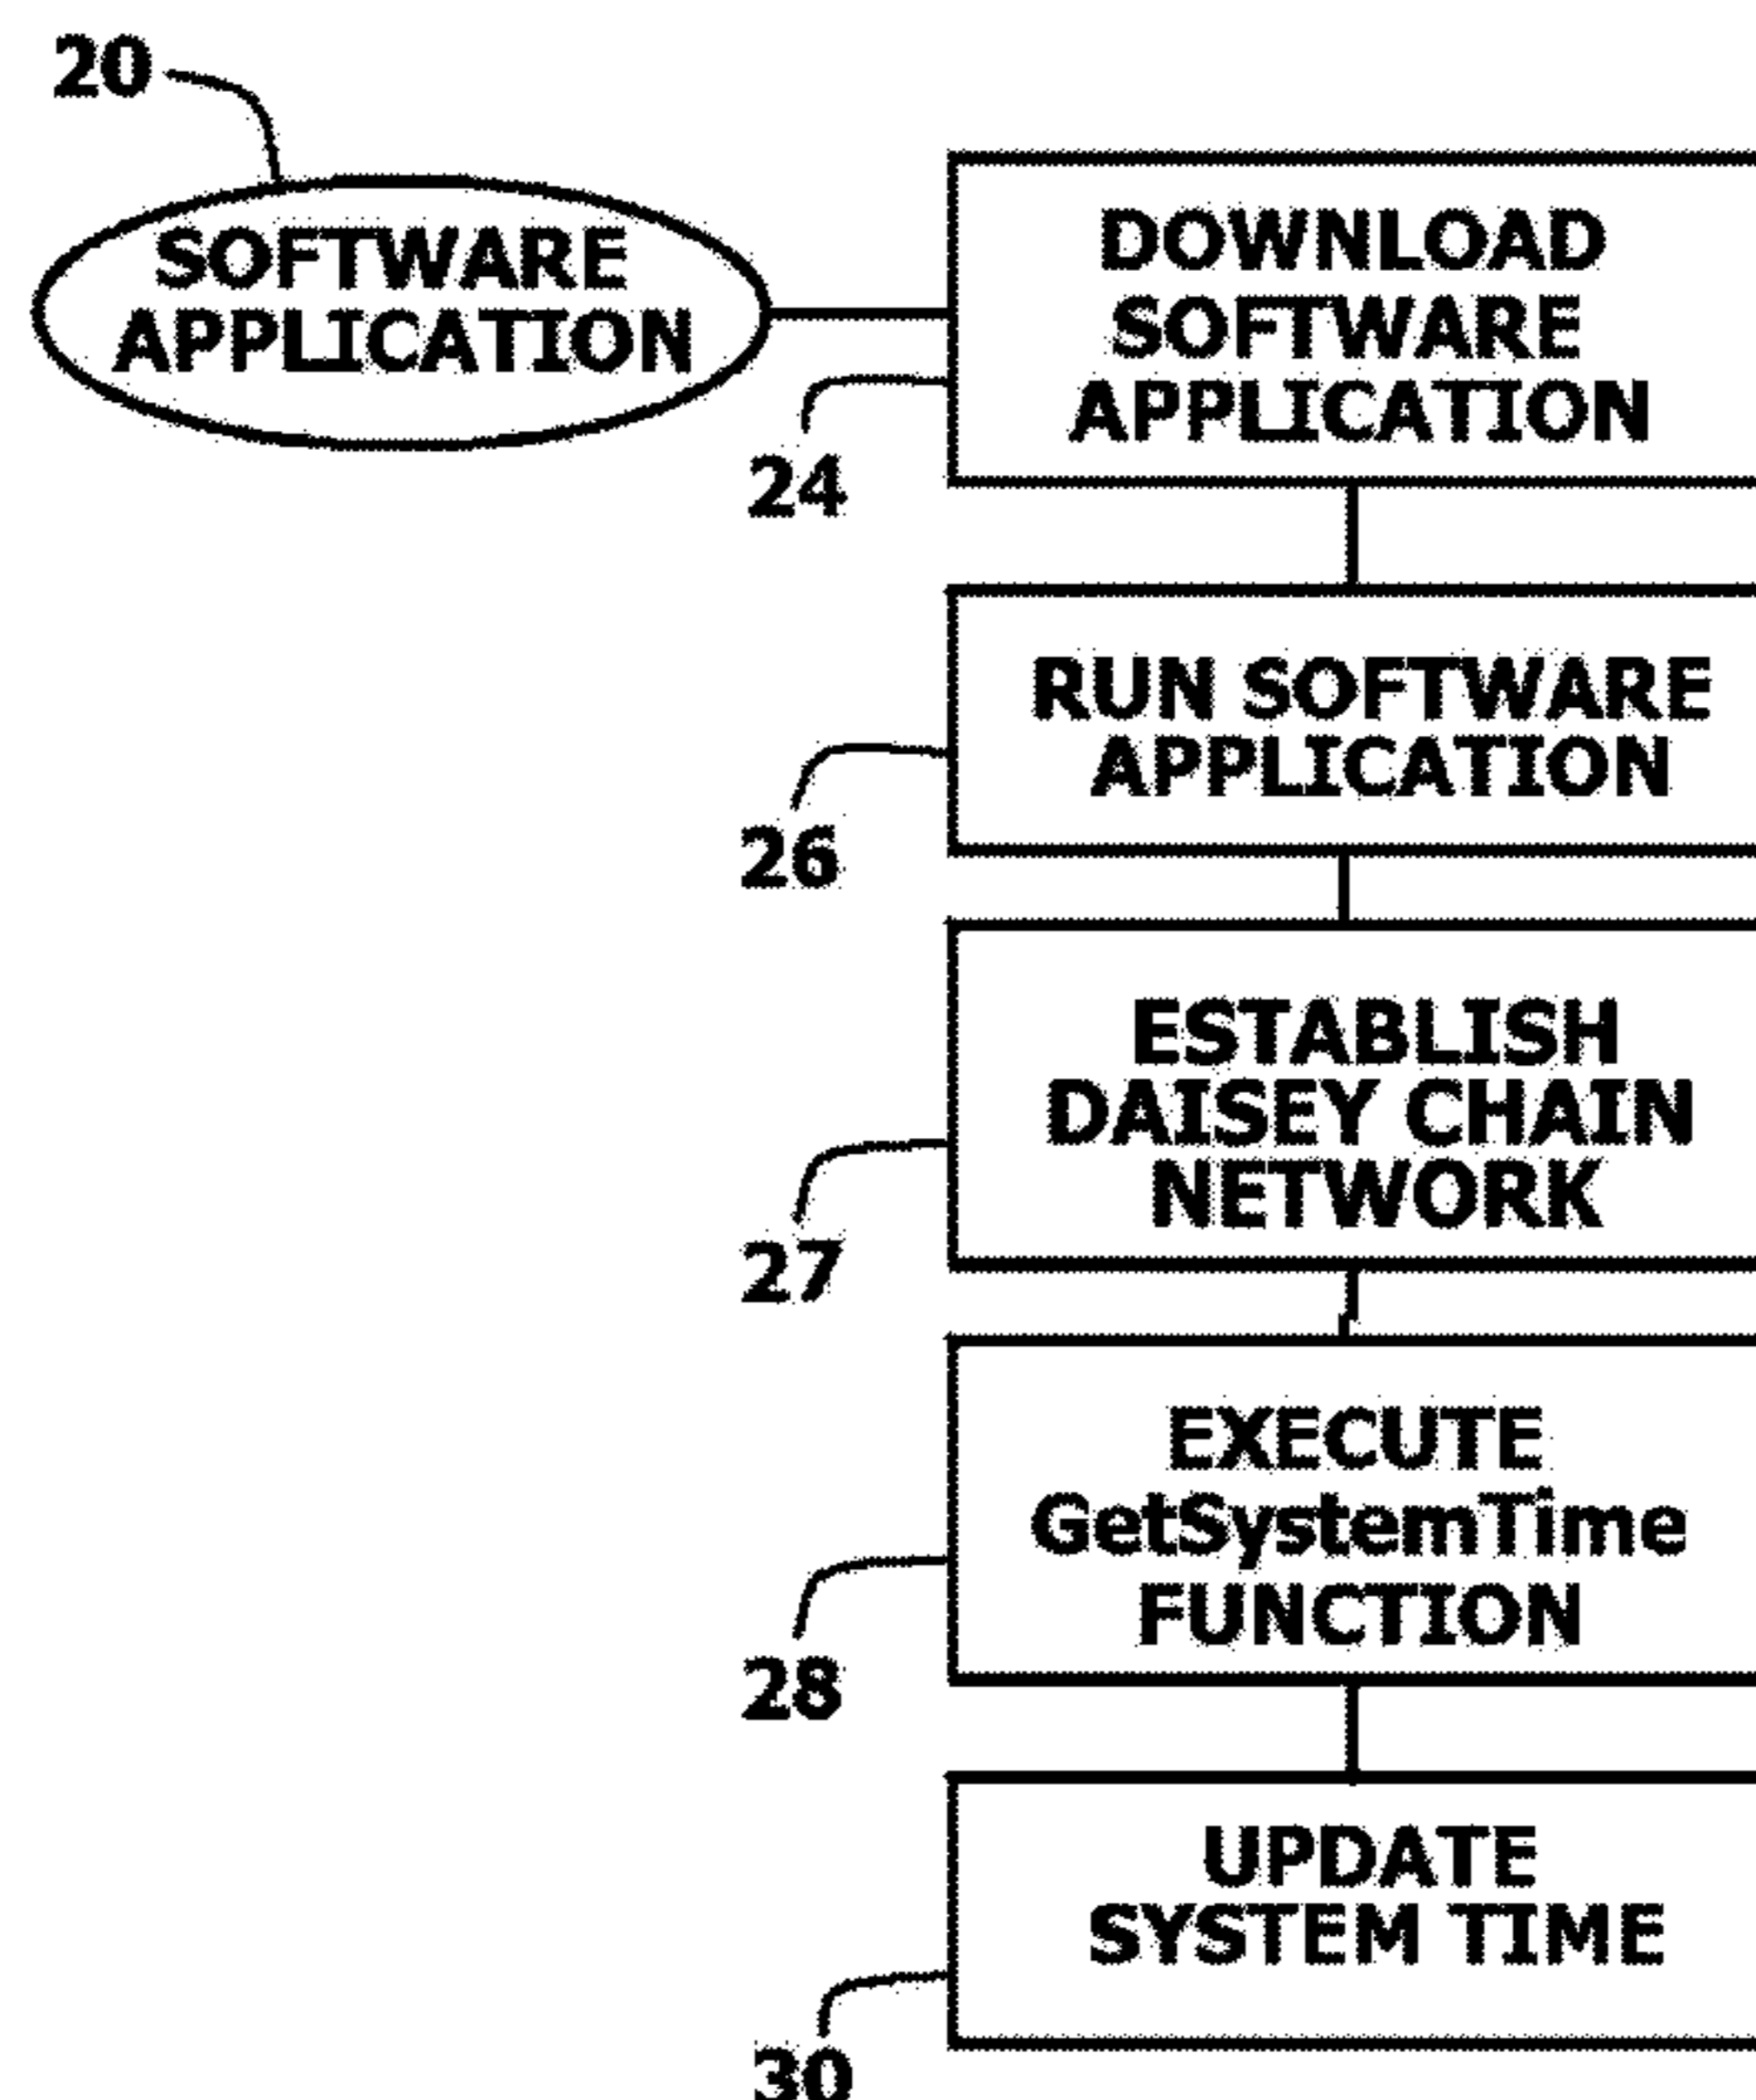 20
SOFTWARE
APPLICATION
DOWNLOAD
SOFTWARE
APPLICATION
24
RUN SOFTWARE
APPLICATION
26
ESTABLISH
DAISEY CHAIN
NETWORK
27
EXECUTE
GetSystemTime
FUNCTION
28
UPDATE
SYSTEM TIME
30